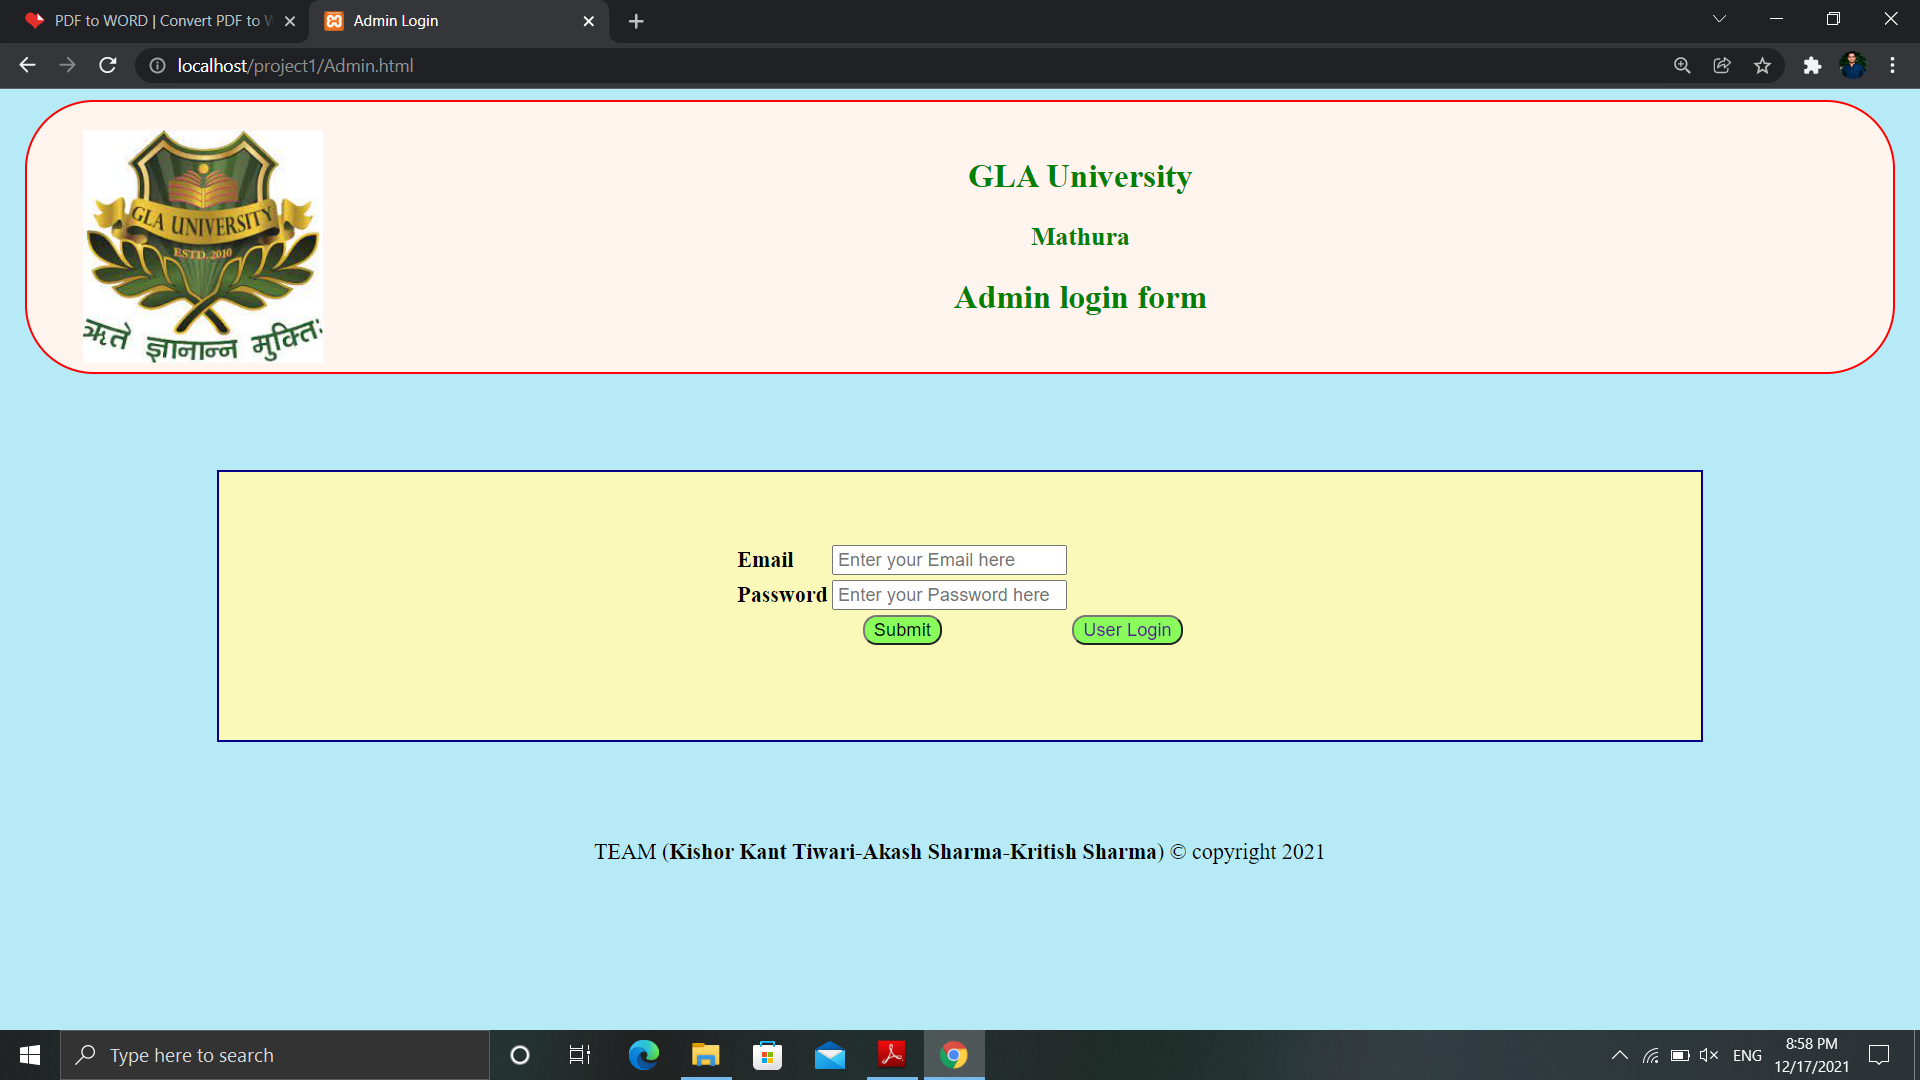 PDF to WORD | Convert PDF to W
Admin Login
localhost/project1/Admin.html
GLA UNIVERSITY
ESTD. 2010
ऋते ज्ञानान्न मुक्तिः
GLA University
Mathura
Admin login form
Email Enter your Email here
Password Enter your Password here
Submit User Login
TEAM (Kishor Kant Tiwari-Akash Sharma-Kritish Sharma) © copyright 2021
Type here to search
ENG
8:58 PM
12/17/2021